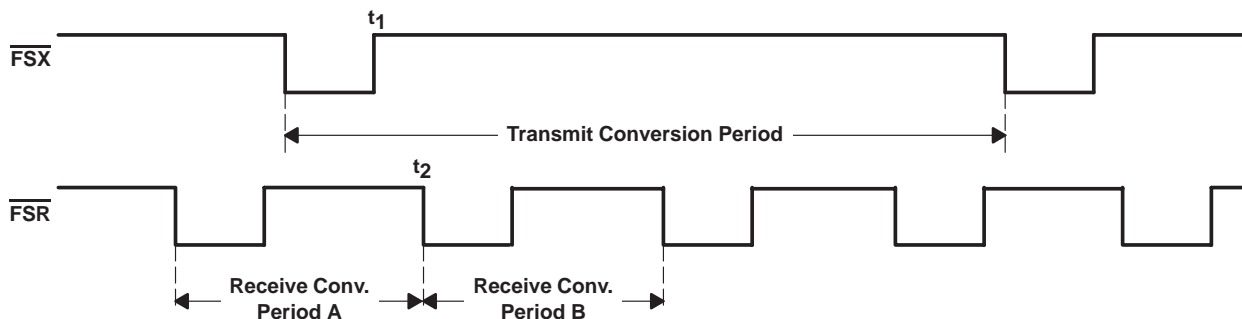 t1
FSX
Transmit Conversion Period
t2
FSR
Receive Conv.
Period A
Receive Conv.
Period B